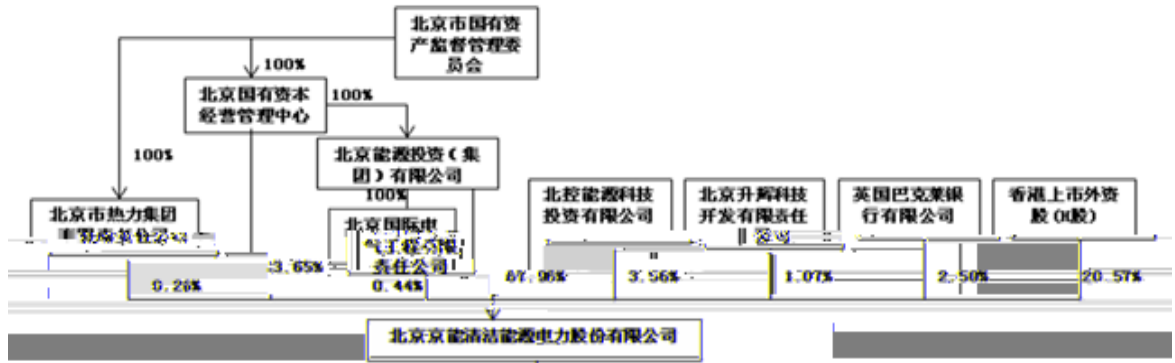 北京市国有资
产监督管理委
员会
100%
北京国有资本
经营管理中心
100%
北京能源投资（集
团）有限公司
100%
100%
北京市热力集团
北京国际电
气工程有限
责任公司
北控能源科技
投资有限公司
北京升辉科技
开发有限责任
公司
英国巴克莱银
行有限公司
香港上市外资
股（H股）
3.65%
0.26%
0.44%
3.56%
1.07%
2.50%
20.57%
北京京能清洁能源电力股份有限公司